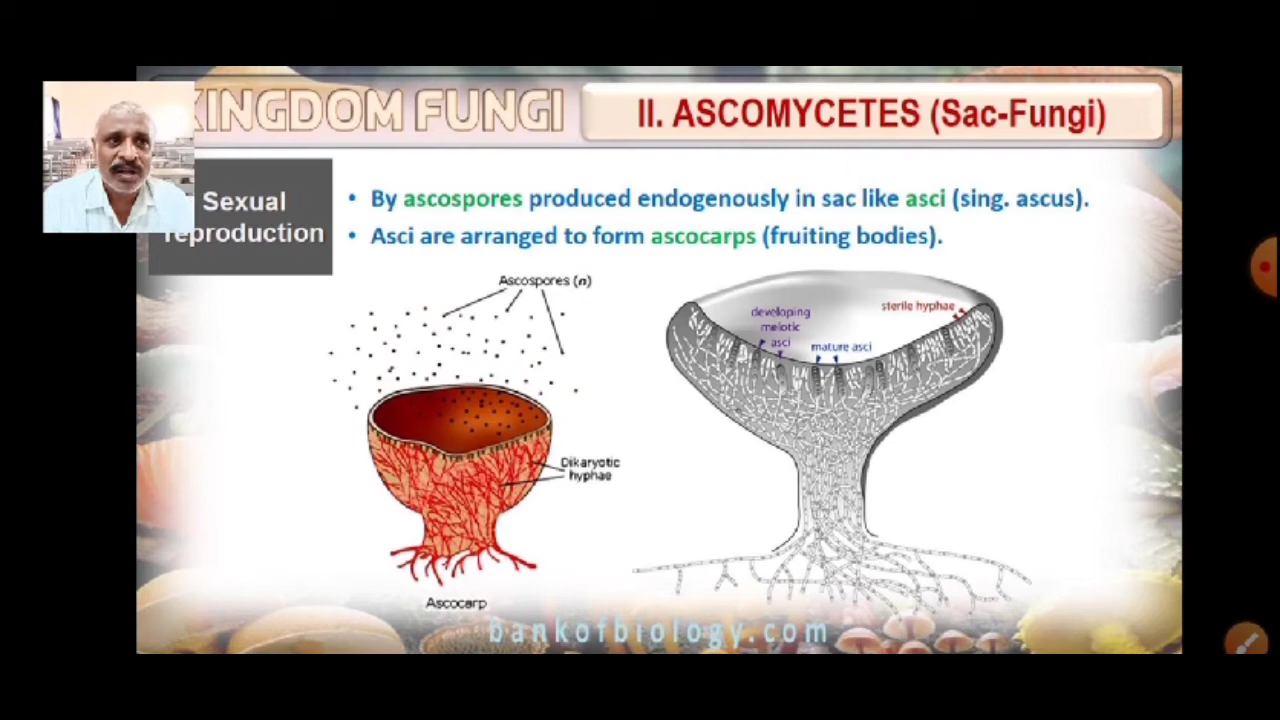 KINGDOM FUNGI
II. ASCOMYCETES (Sac-Fungi)
Sexual
reproduction
• By ascospores produced endogenously in sac like asci (sing. ascus).
• Asci are arranged to form ascocarps (fruiting bodies).
Ascospores (n)
Dikaryotic
hyphae
Ascocarp
developing
meiotic
asci
mature asci
sterile hyphae
bankofbiology.com